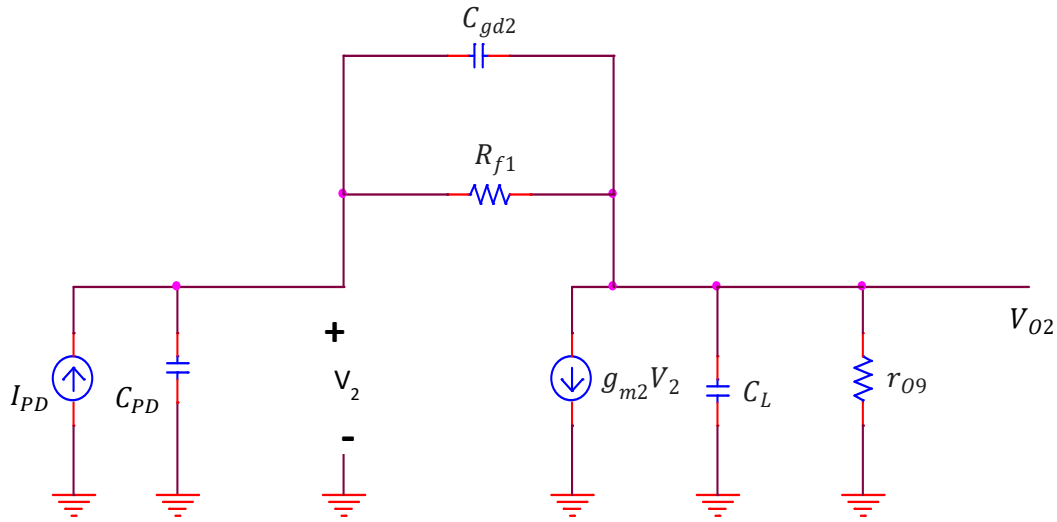 C_{gd2}
R_{f1}
I_{PD}
C_{PD}
+
V_2
-
g_{m2}V_2
C_L
r_{O9}
V_{O2}